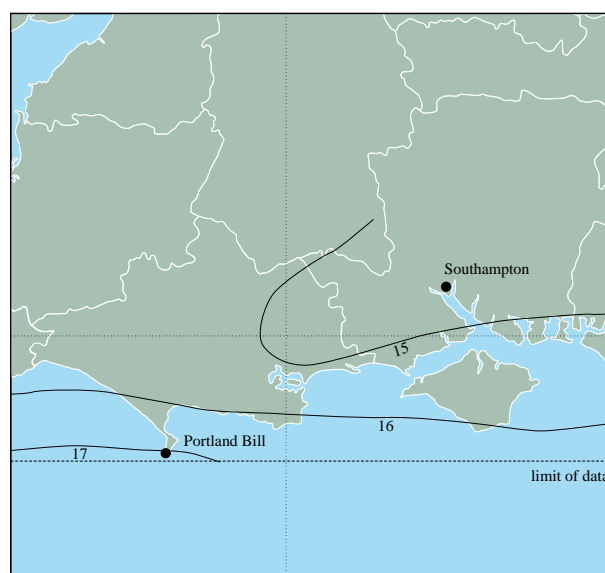 Southampton
15
16
Portland Bill
17
limit of data